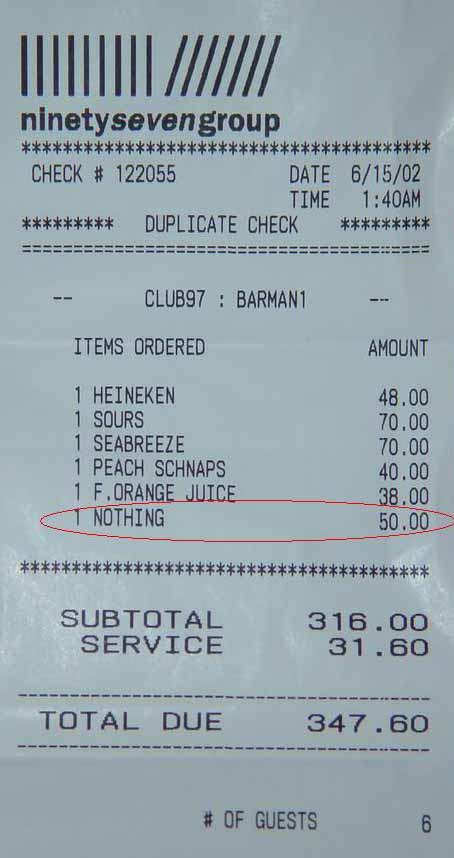 ninetysevengroup
*****************************************
CHECK # 122055 DATE 6/15/02
TIME 1:40AM
********* DUPLICATE CHECK *********
=========================================
-- CLUB97 : BARMAN1 --
ITEMS ORDERED AMOUNT
1 HEINEKEN 48.00
1 SOURS 70.00
1 SEABREEZE 70.00
1 PEACH SCHNAPS 40.00
1 F.ORANGE JUICE 38.00
1 NOTHING 50.00
*****************************************
SUBTOTAL 316.00
SERVICE 31.60
-----------------------------------------
TOTAL DUE 347.60
-----------------------------------------
# OF GUESTS 6